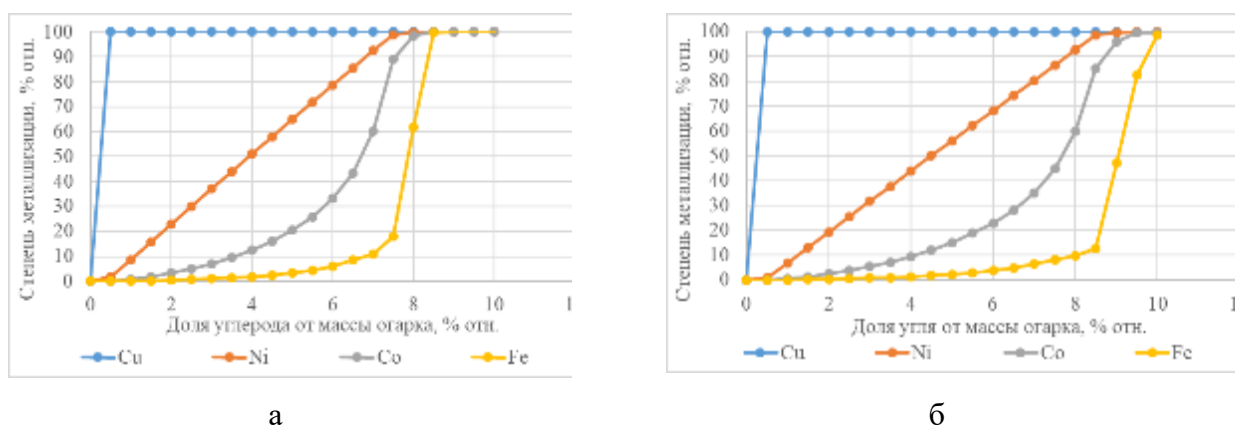 Степень металлизации, % отн.
100
90
80
70
60
50
40
30
20
10
0
0 2 4 6 8 10 1
Доля углерода от массы огарка, % отн.
Cu Ni Co Fe
а
Степень металлизации, % отн.
100
90
80
70
60
50
40
30
20
10
0
0 2 4 6 8 10 1
Доля угля от массы огарка, % отн.
Cu Ni Co Fe
б